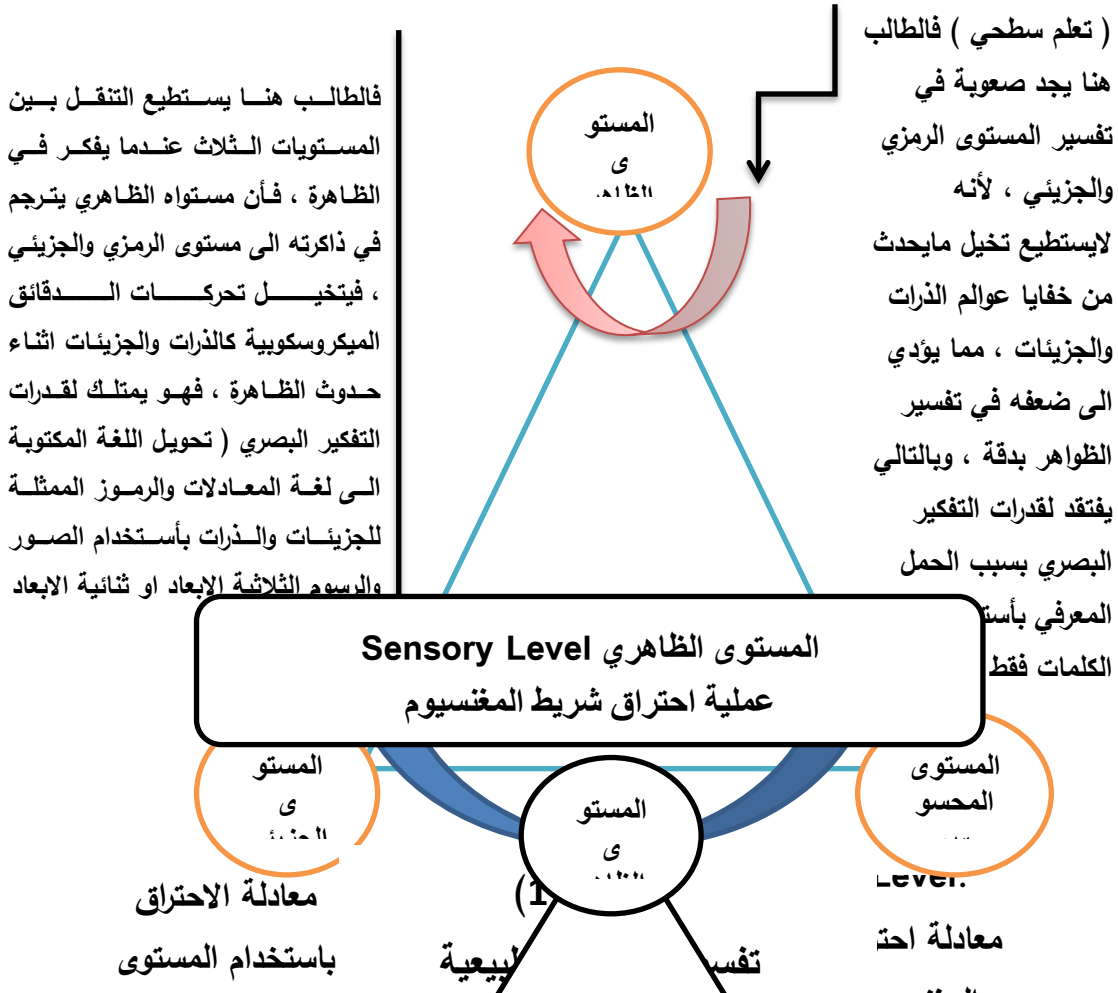 ( تعلم سطحي ) فالطالب
هنا يجد صعوبة في
تفسير المستوى الرمزي
والجزيئي ، لأنه
لايستطيع تخيل مايحدث
من خفايا عوالم الذرات
والجزيئات ، مما يؤدي
الى ضعفه في تفسير
الظواهر بدقة ، وبالتالي
يفتقد لقدرات التفكير
البصري بسبب الحمل
المعرفي
الكلمات فقط
المستو
ى
فالطالب هنا يستطيع التنقل بين
المستويات الثلاث عندما يفكر في
الظاهرة ، فأن مستواه الظاهري يترجم
في ذاكرته الى مستوى الرمزي والجزيئي
، فيتخيل تحركات الدقائق
الميكروسكوبية كالذرات والجزيئات اثناء
حدوث الظاهرة ، فهو يمتلك لقدرات
التفكير البصري ( تحويل اللغة المكتوبة
الى لغة المعادلات والرموز الممثلة
للجزيئات والذرات بأستخدام الصور
والرسوم الثلاثية الابعاد او ثنائية الابعاد
المستوى الظاهري Sensory Level
عملية احتراق شريط المغنسيوم
المستوى
المحسو
المستو
ى
المستو
ى
Level:
معادلة
(1
معادلة الاحتراق
باستخدام المستوى